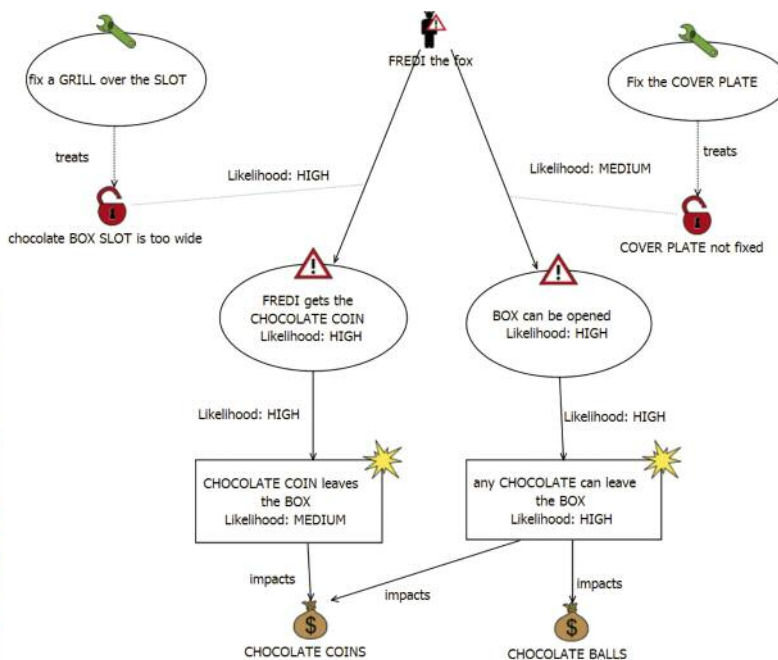 FREDI the fox
fix a GRILL over the SLOT
Fix the COVER PLATE
treats
treats
Likelihood: HIGH
Likelihood: MEDIUM
chocolate BOX SLOT is too wide
COVER PLATE not fixed
FREDI gets the
CHOCOLATE COIN
Likelihood: HIGH
BOX can be opened
Likelihood: HIGH
Likelihood: HIGH
Likelihood: HIGH
CHOCOLATE COIN leaves
the BOX
Likelihood: MEDIUM
any CHOCOLATE can leave
the BOX
Likelihood: HIGH
impacts
impacts
impacts
$
$
CHOCOLATE COINS
CHOCOLATE BALLS